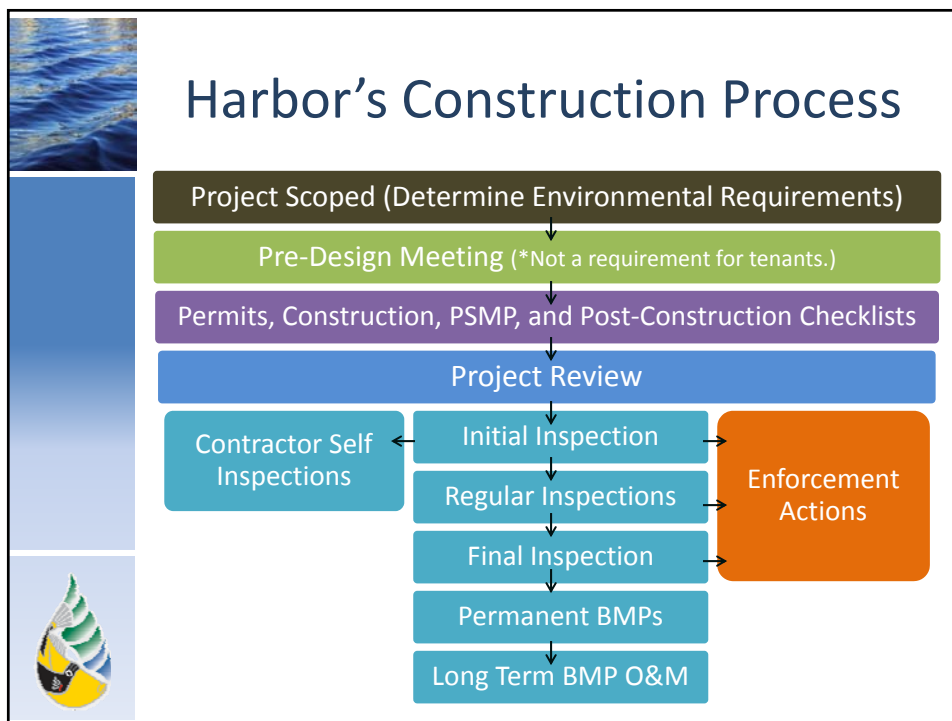 Harbor’s Construction Process
Project Scoped (Determine Environmental Requirements)
Pre-Design Meeting (*Not a requirement for tenants.)
Permits, Construction, PSMP, and Post-Construction Checklists
Project Review
Contractor Self
Inspections
Initial Inspection
Regular Inspections
Final Inspection
Permanent BMPs
Long Term BMP O&M
Enforcement
Actions